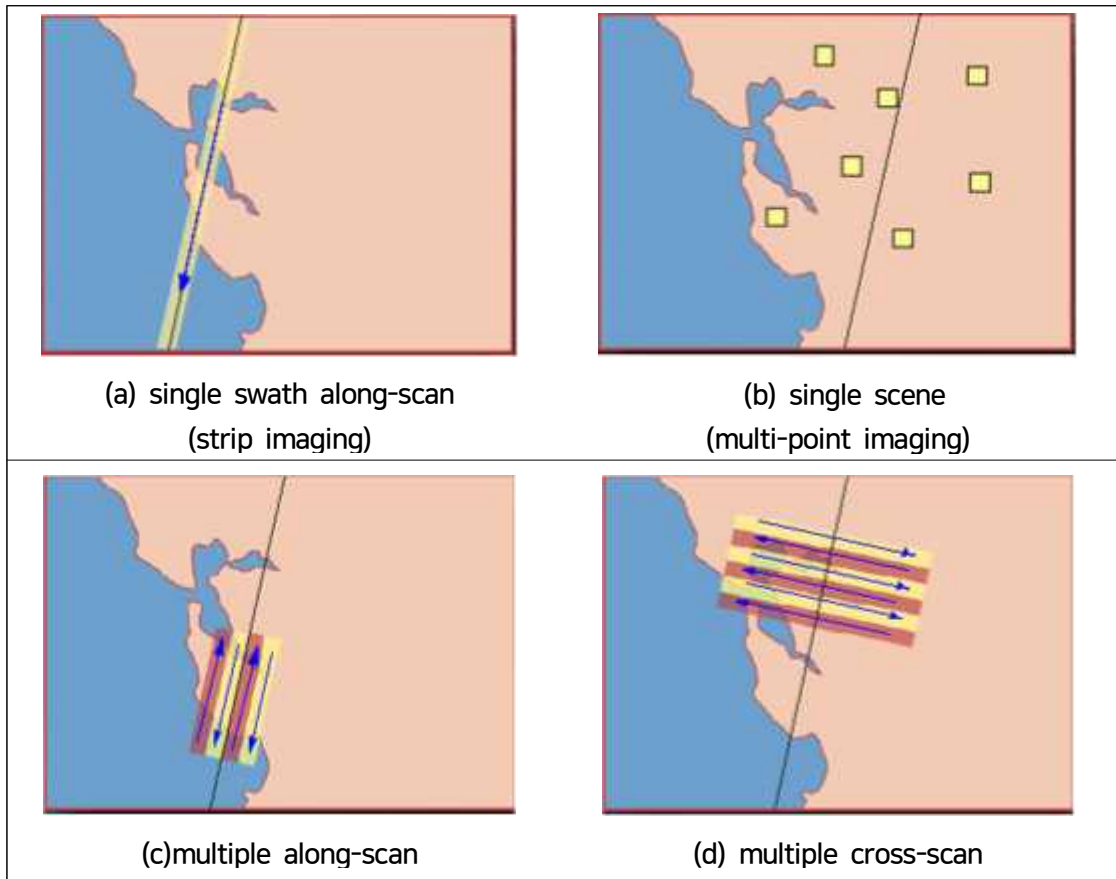 (a) single swath along-scan
(strip imaging)
(b) single scene
(multi-point imaging)
(c)multiple along-scan
(d) multiple cross-scan